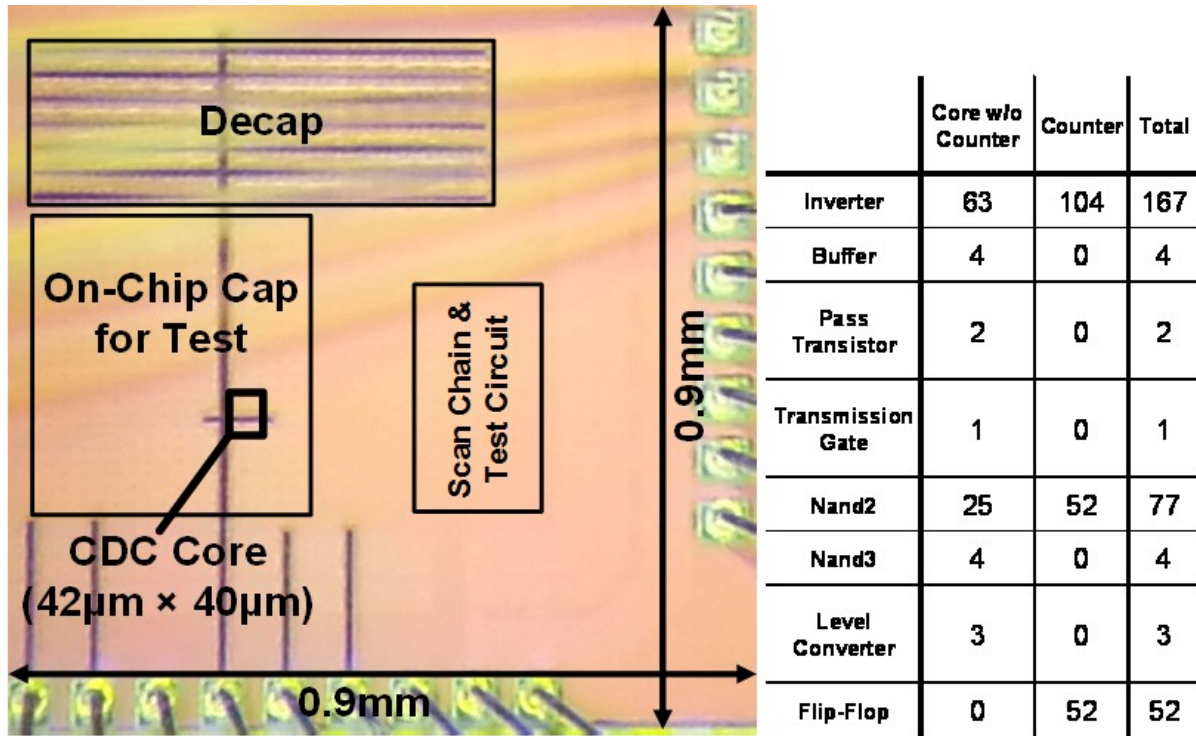 Decap
On-Chip Cap
for Test
Scan Chain &
Test Circuit
0.9mm
CDC Core
(42µm × 40µm)
0.9mm
Core w/o
Counter
Counter
Total
Inverter 63 104 167
Buffer 4 0 4
Pass
Transistor 2 0 2
Transmission
Gate 1 0 1
Nand2 25 52 77
Nand3 4 0 4
Level
Converter 3 0 3
Flip-Flop 0 52 52